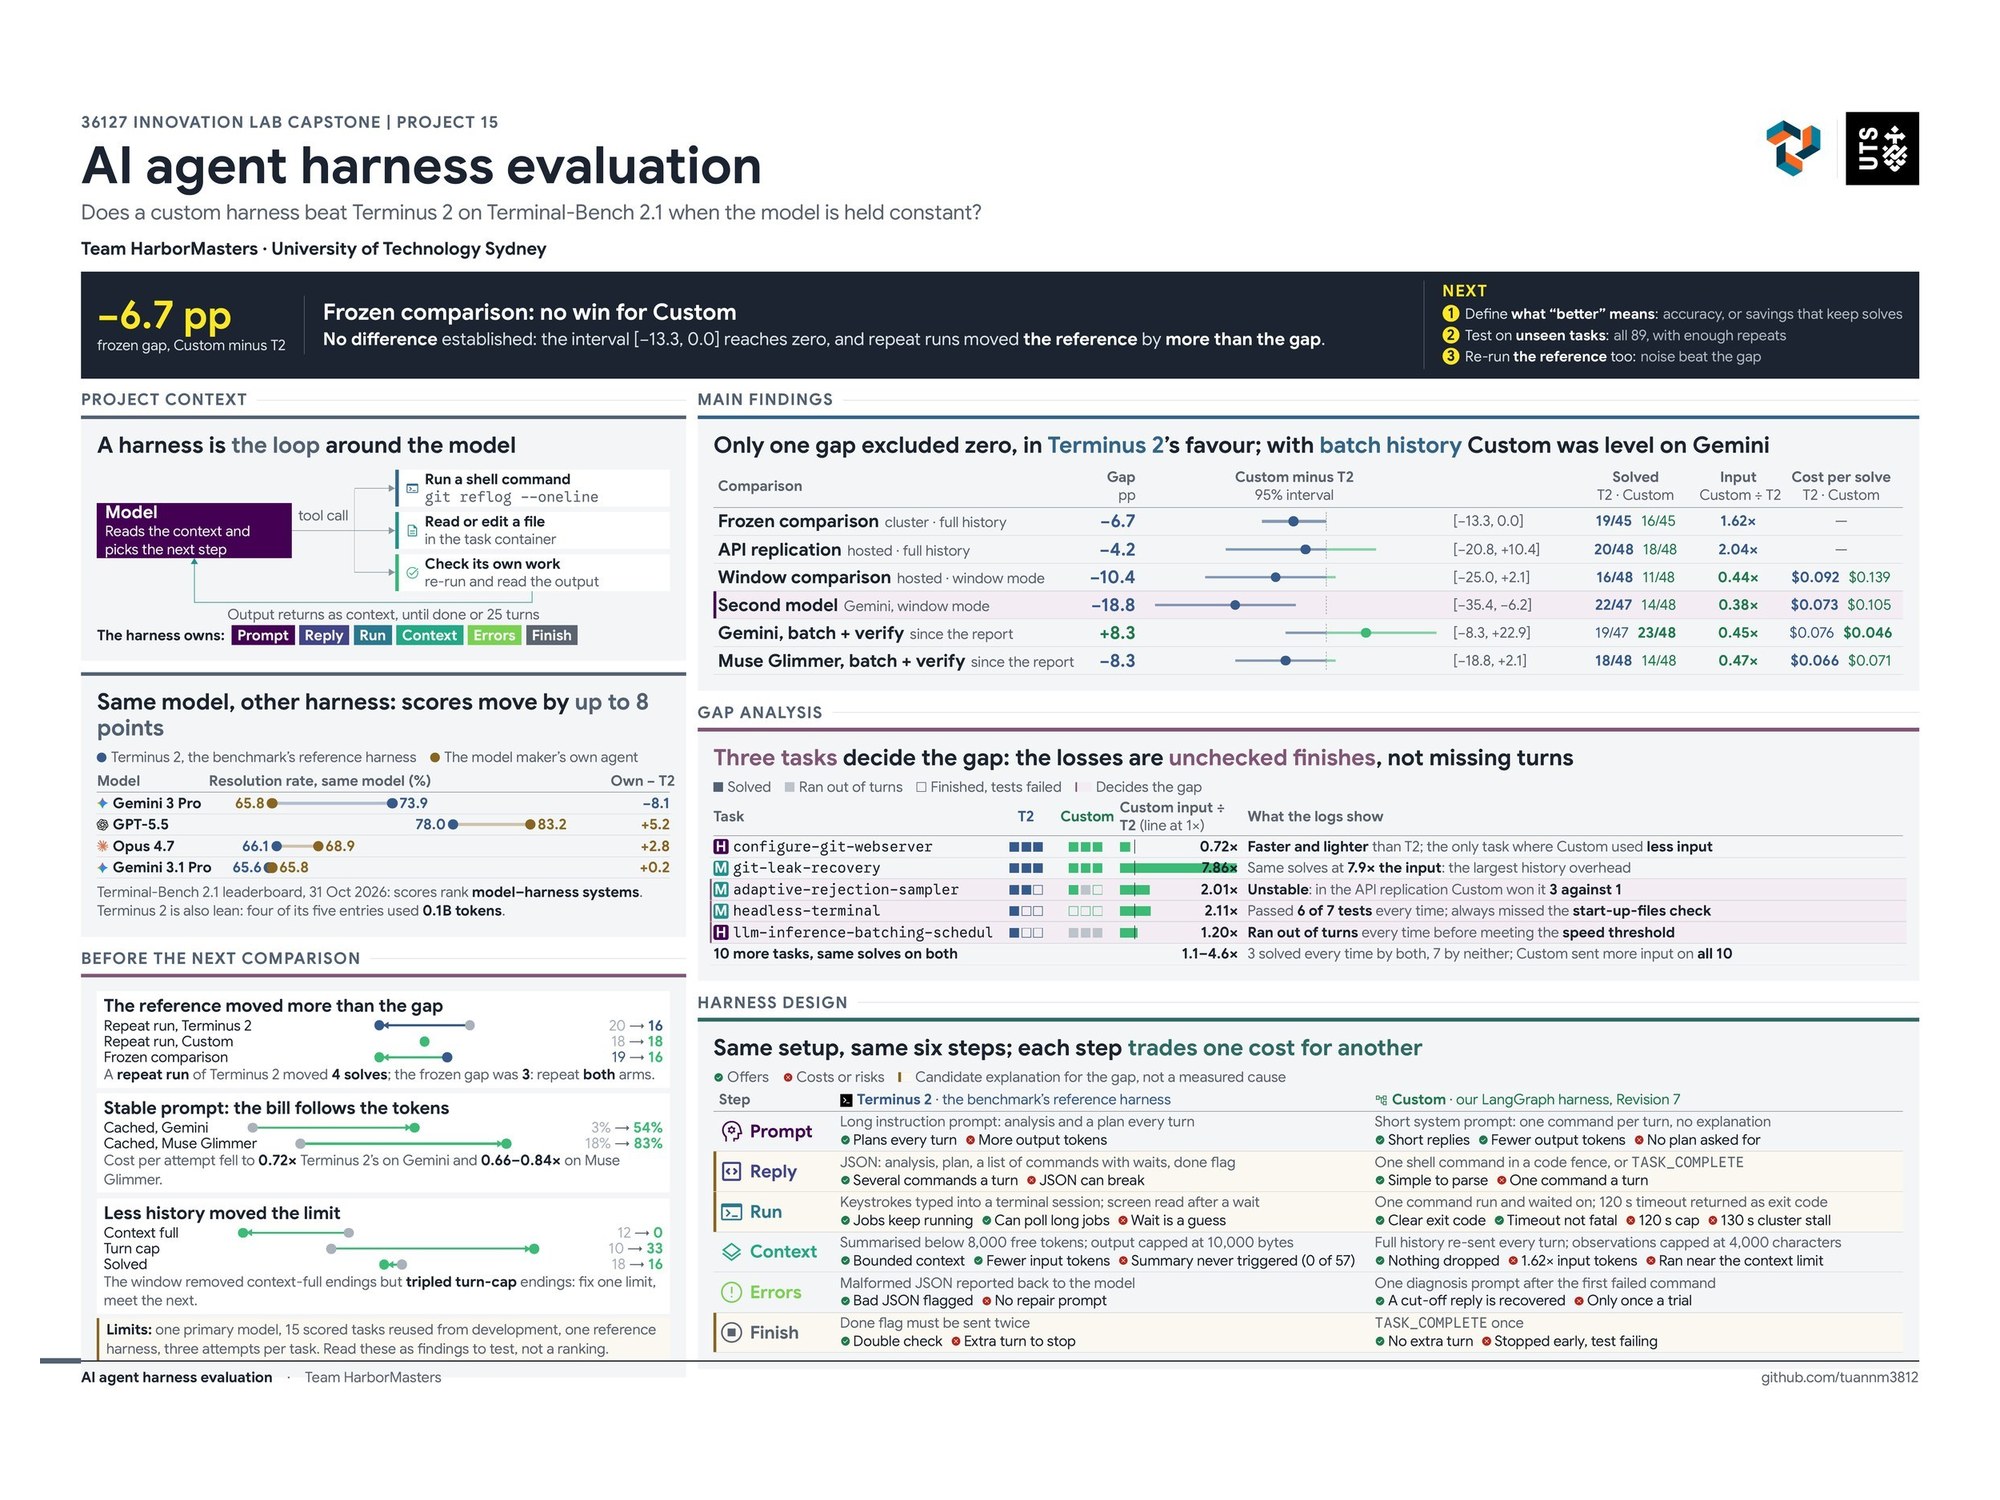 36127 INNOVATION LAB CAPSTONE | PROJECT 15
AI agent harness evaluation
Does a custom harness beat Terminus 2 on Terminal-Bench 2.1 when the model is held constant?
Team HarborMasters · University of Technology Sydney
UTS
−6.7 pp
frozen gap, Custom minus T2
Frozen comparison: no win for Custom
No difference established: the interval [−13.3, 0.0] reaches zero, and repeat runs moved the reference by more than the gap.
NEXT
1 Define what “better” means: accuracy, or savings that keep solves
2 Test on unseen tasks: all 89, with enough repeats
3 Re-run the reference too: noise beat the gap
PROJECT CONTEXT
A harness is the loop around the model
Model
Reads the context and
picks the next step
tool call
Run a shell command
git reflog --oneline
Read or edit a file
in the task container
Check its own work
re-run and read the output
Output returns as context, until done or 25 turns
The harness owns: Prompt Reply Run Context Errors Finish
Same model, other harness: scores move by up to 8
points
Terminus 2, the benchmark’s reference harness The model maker’s own agent
Model Resolution rate, same model (%) Own − T2
Gemini 3 Pro 65.8 73.9 −8.1
GPT-5.5 78.0 83.2 +5.2
Opus 4.7 66.1 68.9 +2.8
Gemini 3.1 Pro 65.6 65.8 +0.2
Terminal-Bench 2.1 leaderboard, 31 Oct 2026: scores rank model–harness systems.
Terminus 2 is also lean: four of its five entries used 0.1B tokens.
BEFORE THE NEXT COMPARISON
The reference moved more than the gap
Repeat run, Terminus 2 20 → 16
Repeat run, Custom 18 → 18
Frozen comparison 19 → 16
A repeat run of Terminus 2 moved 4 solves; the frozen gap was 3: repeat both arms.
Stable prompt: the bill follows the tokens
Cached, Gemini 3% → 54%
Cached, Muse Glimmer 18% → 83%
Cost per attempt fell to 0.72× Terminus 2’s on Gemini and 0.66–0.84× on Muse
Glimmer.
Less history moved the limit
Context full 12 → 0
Turn cap 10 → 33
Solved 18 → 16
The window removed context-full endings but tripled turn-cap endings: fix one limit,
meet the next.
Limits: one primary model, 15 scored tasks reused from development, one reference
harness, three attempts per task. Read these as findings to test, not a ranking.
MAIN FINDINGS
Only one gap excluded zero, in Terminus 2’s favour; with batch history Custom was level on Gemini
Comparison Gap pp Custom minus T2 95% interval Solved T2 · Custom Input Custom ÷ T2 Cost per solve T2 · Custom
Frozen comparison cluster · full history −6.7 [−13.3, 0.0] 19/45 16/45 1.62× —
API replication hosted · full history −4.2 [−20.8, +10.4] 20/48 18/48 2.04× —
Window comparison hosted · window mode −10.4 [−25.0, +2.1] 16/48 11/48 0.44× $0.092 $0.139
Second model Gemini, window mode −18.8 [−35.4, −6.2] 22/47 14/48 0.38× $0.073 $0.105
Gemini, batch + verify since the report +8.3 [−8.3, +22.9] 19/47 23/48 0.45× $0.076 $0.046
Muse Glimmer, batch + verify since the report −8.3 [−18.8, +2.1] 18/48 14/48 0.47× $0.066 $0.071
GAP ANALYSIS
Three tasks decide the gap: the losses are unchecked finishes, not missing turns
Solved Ran out of turns Finished, tests failed Decides the gap
Task T2 Custom Custom input ÷ T2 (line at 1×) What the logs show
H configure-git-webserver 0.72× Faster and lighter than T2; the only task where Custom used less input
M git-leak-recovery 7.86× Same solves at 7.9× the input: the largest history overhead
M adaptive-rejection-sampler 2.01× Unstable: in the API replication Custom won it 3 against 1
M headless-terminal 2.11× Passed 6 of 7 tests every time; always missed the start-up-files check
H llm-inference-batching-schedul 1.20× Ran out of turns every time before meeting the speed threshold
10 more tasks, same solves on both 1.1–4.6× 3 solved every time by both, 7 by neither; Custom sent more input on all 10
HARNESS DESIGN
Same setup, same six steps; each step trades one cost for another
Offers Costs or risks Candidate explanation for the gap, not a measured cause
Step Terminus 2 · the benchmark’s reference harness Custom · our LangGraph harness, Revision 7
Prompt
Long instruction prompt: analysis and a plan every turn
Plans every turn More output tokens
Short system prompt: one command per turn, no explanation
Short replies Fewer output tokens No plan asked for
Reply
JSON: analysis, plan, a list of commands with waits, done flag
Several commands a turn JSON can break
One shell command in a code fence, or TASK_COMPLETE
Simple to parse One command a turn
Run
Keystrokes typed into a terminal session; screen read after a wait
Jobs keep running Can poll long jobs Wait is a guess
One command run and waited on; 120 s timeout returned as exit code
Clear exit code Timeout not fatal 120 s cap 130 s cluster stall
Context
Summarised below 8,000 free tokens; output capped at 10,000 bytes
Bounded context Fewer input tokens Summary never triggered (0 of 57)
Full history re-sent every turn; observations capped at 4,000 characters
Nothing dropped 1.62× input tokens Ran near the context limit
Errors
Malformed JSON reported back to the model
Bad JSON flagged No repair prompt
One diagnosis prompt after the first failed command
A cut-off reply is recovered Only once a trial
Finish
Done flag must be sent twice
Double check Extra turn to stop
TASK_COMPLETE once
No extra turn Stopped early, test failing
AI agent harness evaluation · Team HarborMasters
github.com/tuannm3812